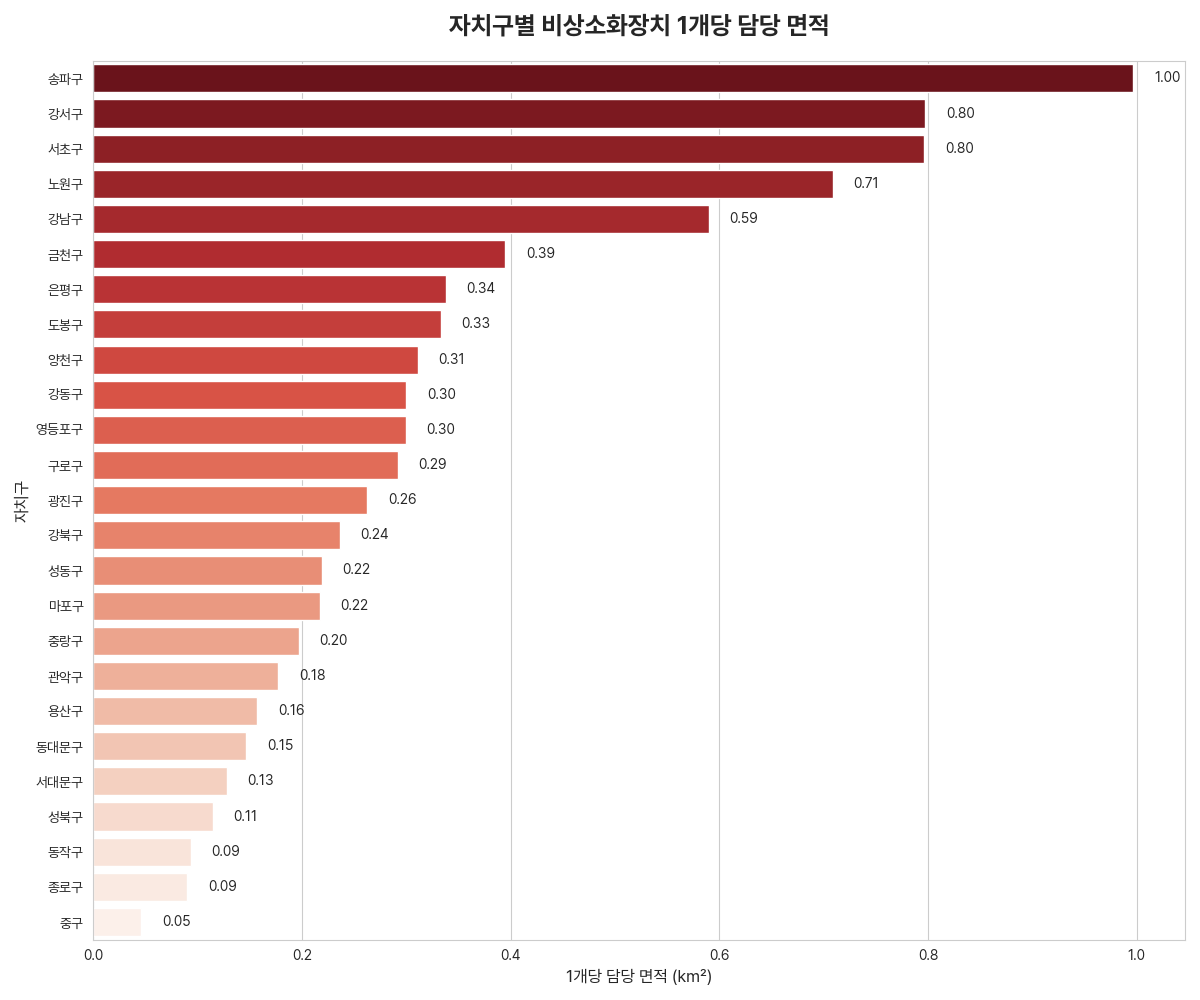 자치구별 비상소화장치 1개당 담당 면적
송파구 1.00
강서구 0.80
서초구 0.80
노원구 0.71
강남구 0.59
금천구 0.39
은평구 0.34
도봉구 0.33
양천구 0.31
강동구 0.30
영등포구 0.30
구로구 0.29
자치구
광진구 0.26
강북구 0.24
성동구 0.22
마포구 0.22
중랑구 0.20
관악구 0.18
용산구 0.16
동대문구 0.15
서대문구 0.13
성북구 0.11
동작구 0.09
종로구 0.09
중구 0.05
0.0 0.2 0.4 0.6 0.8 1.0
1개당 담당 면적 (km²)